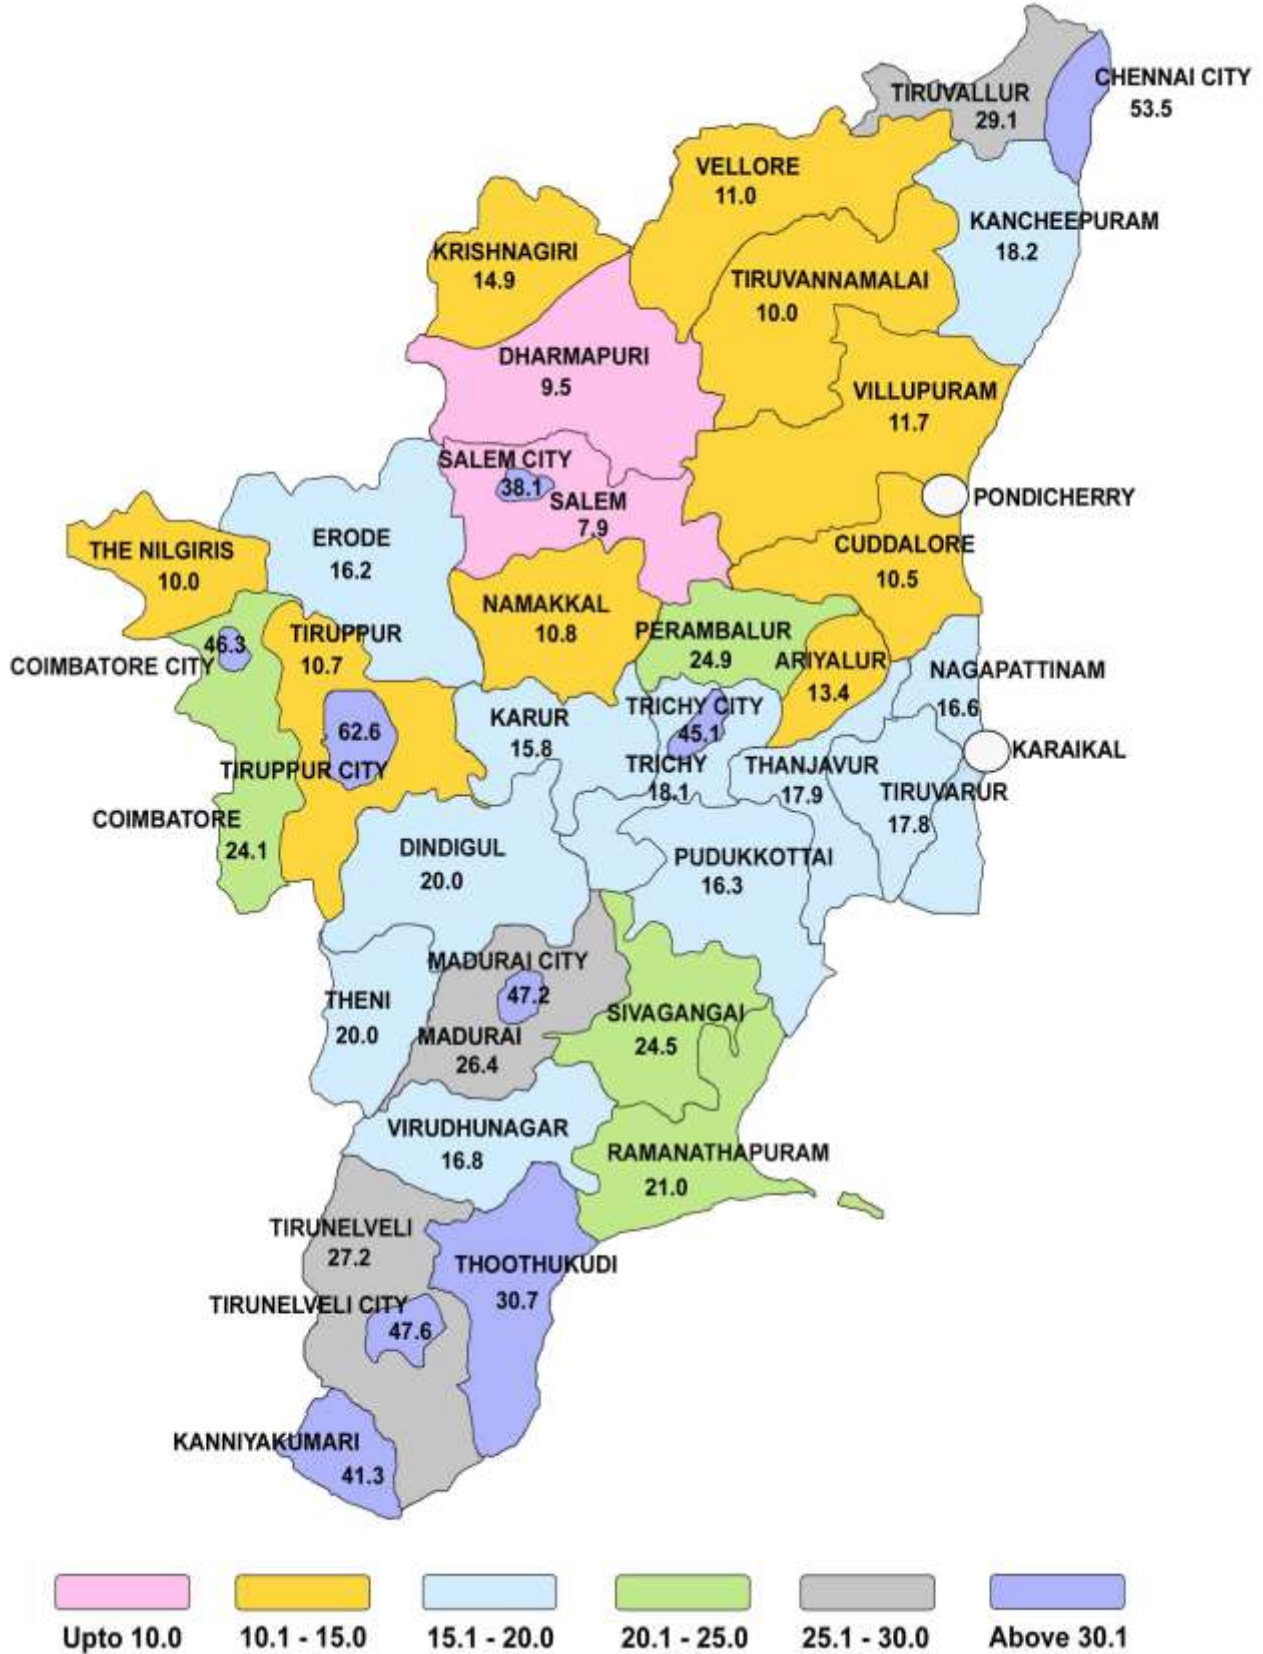 CHENNAI CITY
53.5
TIRUVALLUR
29.1
VELLORE
11.0
KANCHEEPURAM
18.2
KRISHNAGIRI
14.9
TIRUVANNAMALAI
10.0
DHARMAPURI
9.5
VILLUPURAM
11.7
SALEM CITY
38.1
SALEM
7.9
PONDICHERRY
ERODE
16.2
THE NILGIRIS
10.0
CUDDALORE
10.5
NAMAKKAL
10.8
TIRUPPUR
10.7
46.3
COIMBATORE CITY
PERAMBALUR
24.9
ARIYALUR
13.4
NAGAPATTINAM
16.6
TRICHY CITY
45.1
KARUR
15.8
62.6
TIRUPPUR CITY
KARAIKAL
TRICHY
18.1
THANJAVUR
17.9
TIRUVARUR
17.8
COIMBATORE
24.1
DINDIGUL
20.0
PUDUKKOTTAI
16.3
MADURAI CITY
47.2
THENI
20.0
SIVAGANGAI
24.5
MADURAI
26.4
VIRUDHUNAGAR
16.8
RAMANATHAPURAM
21.0
TIRUNELVELI
27.2
THOOTHUKUDI
30.7
TIRUNELVELI CITY
47.6
KANNIYAKUMARI
41.3
Upto 10.0
10.1 - 15.0
15.1 - 20.0
20.1 - 25.0
25.1 - 30.0
Above 30.1